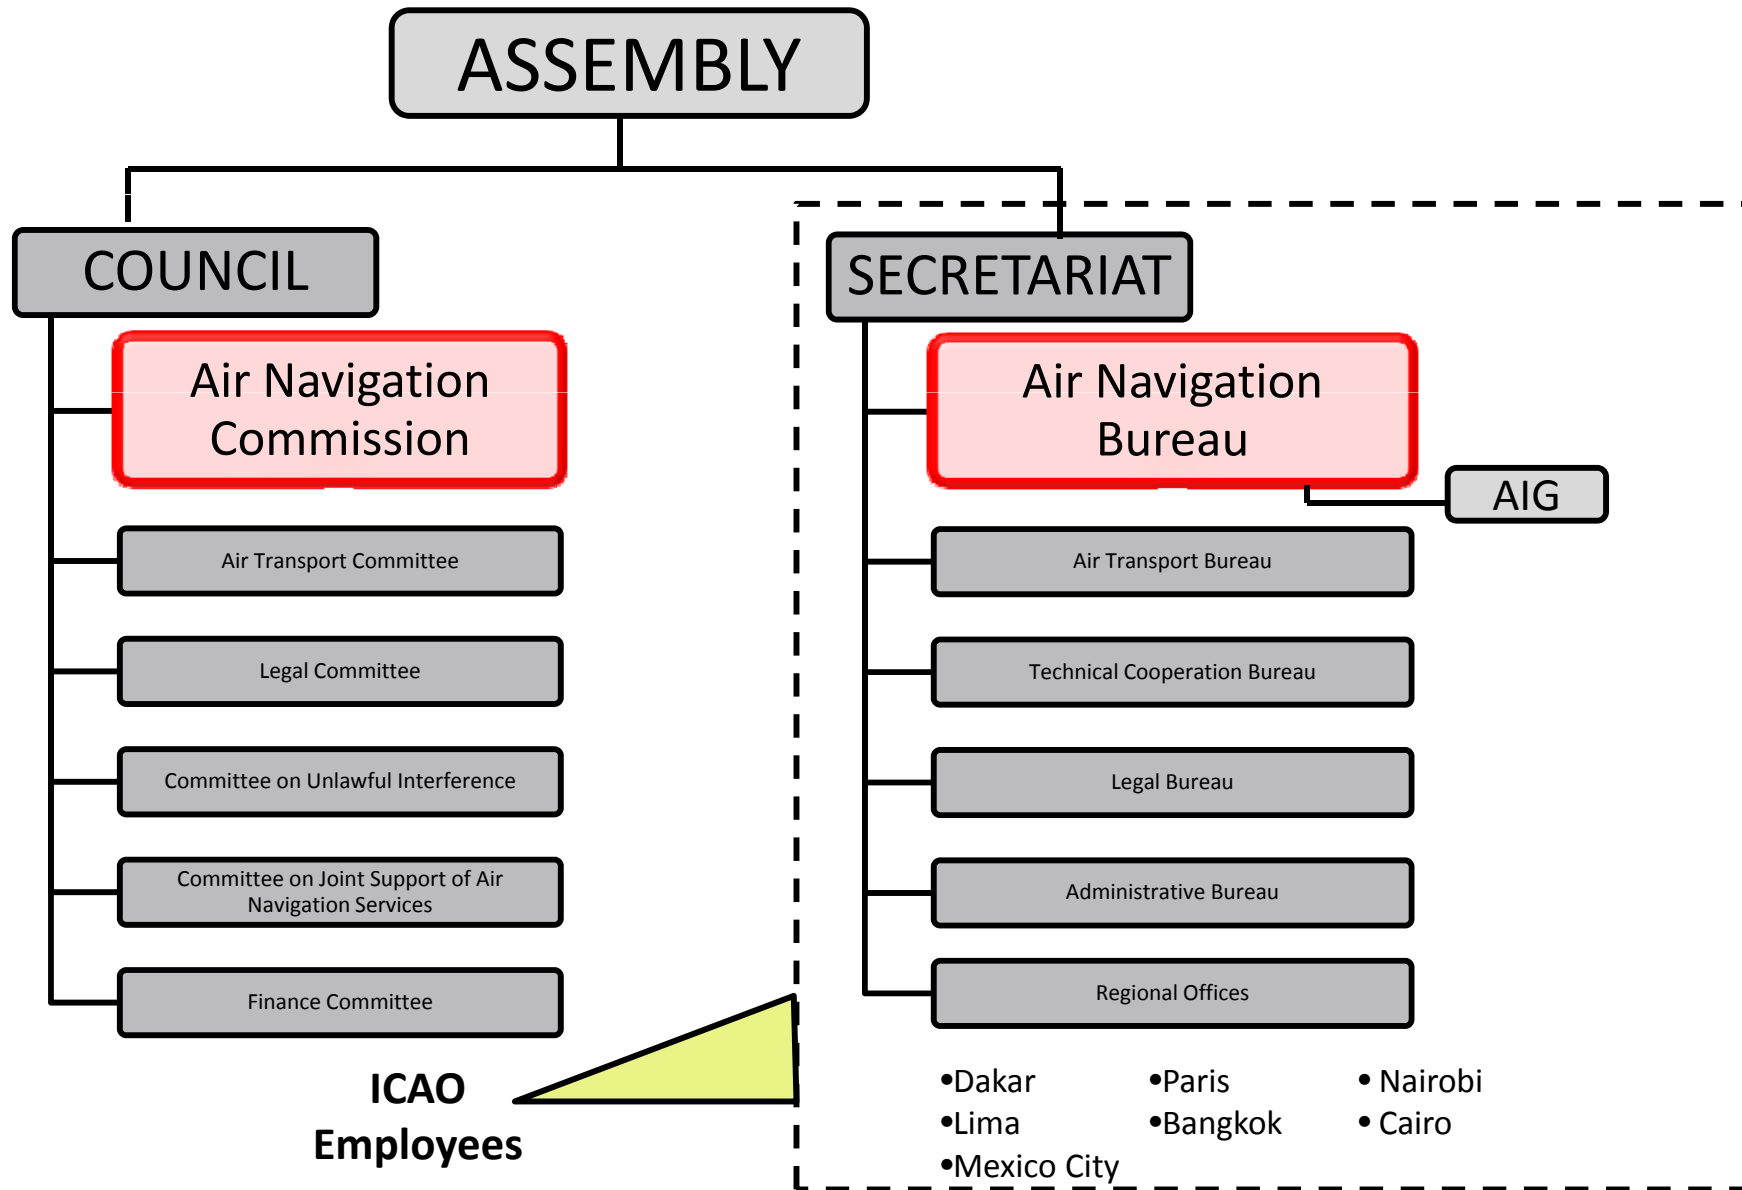 ASSEMBLY
COUNCIL
Air Navigation
Commission
Air Transport Committee
Legal Committee
Committee on Unlawful Interference
Committee on Joint Support of Air
Navigation Services
Finance Committee
ICAO
Employees
SECRETARIAT
Air Navigation
Bureau
AIG
Air Transport Bureau
Technical Cooperation Bureau
Legal Bureau
Administrative Bureau
Regional Offices
•Dakar •Paris • Nairobi
•Lima •Bangkok • Cairo
•Mexico City